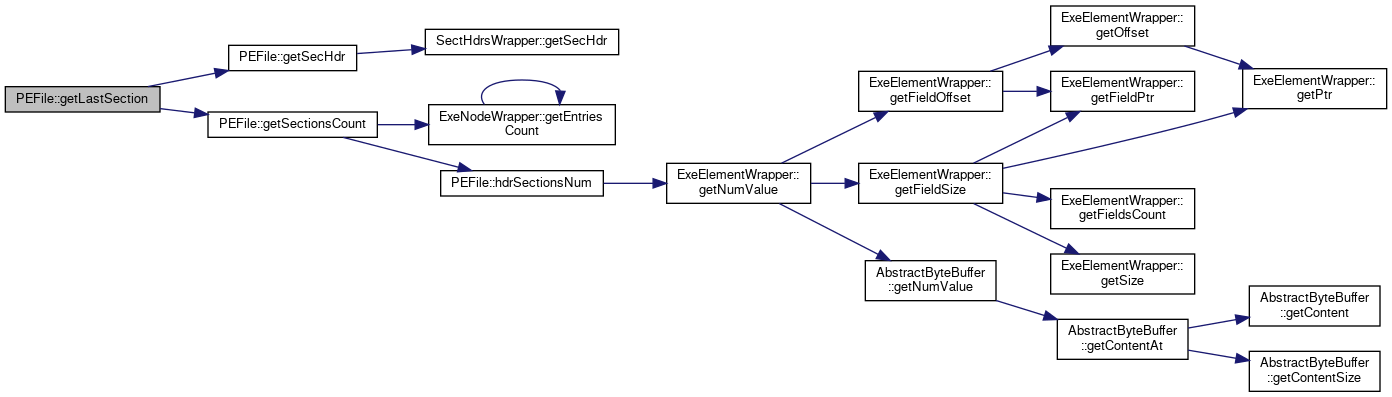 PEFile::getLastSection
PEFile::getSecHdr
SectHdrsWrapper::getSecHdr
PEFile::getSectionsCount
ExeNodeWrapper::getEntries
Count
PEFile::hdrSectionsNum
ExeElementWrapper::
getNumValue
ExeElementWrapper::
getFieldOffset
ExeElementWrapper::
getOffset
ExeElementWrapper::
getPtr
ExeElementWrapper::
getFieldPtr
ExeElementWrapper::
getFieldSize
ExeElementWrapper::
getFieldsCount
ExeElementWrapper::
getSize
AbstractByteBuffer
::getNumValue
AbstractByteBuffer
::getContentAt
AbstractByteBuffer
::getContent
AbstractByteBuffer
::getContentSize